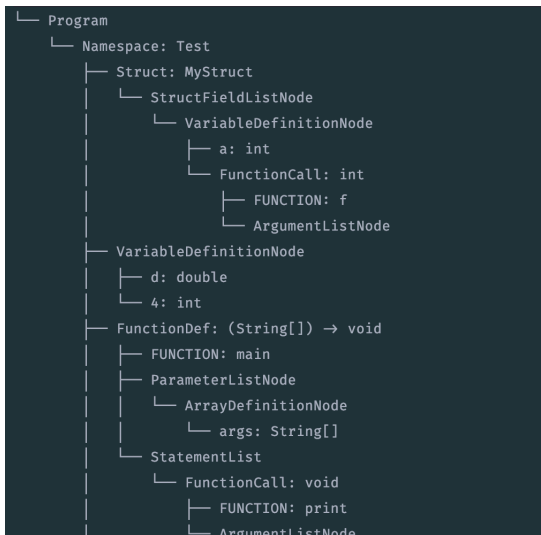 └── Program
    └── Namespace: Test
        ├── Struct: MyStruct
        │   └── StructFieldListNode
        │       └── VariableDefinitionNode
        │           ├── a: int
        │           └── FunctionCall: int
        │               ├── FUNCTION: f
        │               └── ArgumentListNode
        ├── VariableDefinitionNode
        │   ├── d: double
        │   └── 4: int
        ├── FunctionDef: (String[]) → void
        │   ├── FUNCTION: main
        │   ├── ParameterListNode
        │   │   └── ArrayDefinitionNode
        │   │       └── args: String[]
        │   └── StatementList
        │       └── FunctionCall: void
        │           ├── FUNCTION: print
        │           └── ArgumentListNode